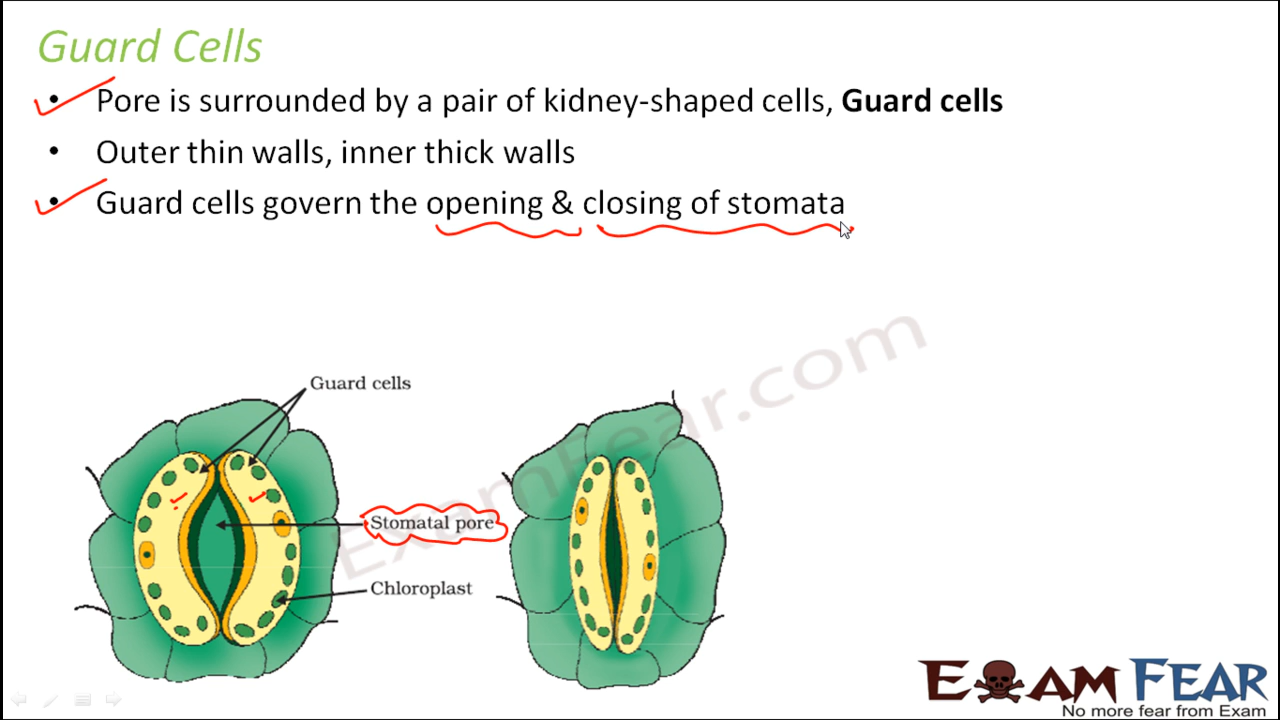 Guard Cells
• Pore is surrounded by a pair of kidney-shaped cells, Guard cells
• Outer thin walls, inner thick walls
• Guard cells govern the opening & closing of stomata
Guard cells
Stomatal pore
Chloroplast
ExamFear.com
EXAM FEAR
No more fear from Exam